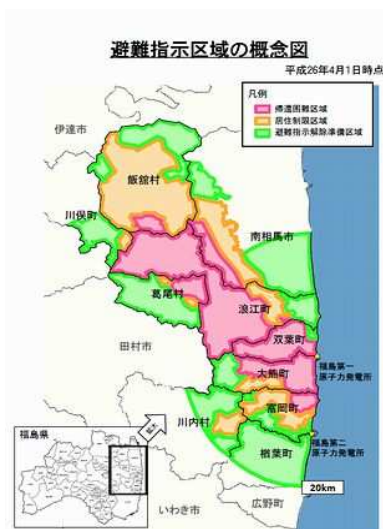 避難指示区域の概念図
平成26年4月1日時点
凡例
帰還困難区域
居住制限区域
避難指示解除準備区域
伊達市
飯舘村
川俣町
南相馬市
葛尾村
浪江町
田村市
双葉町
福島第一
原子力発電所
大熊町
富岡町
川内村
福島第二
原子力発電所
楢葉町
福島県
拡大
20km
いわき市
広野町